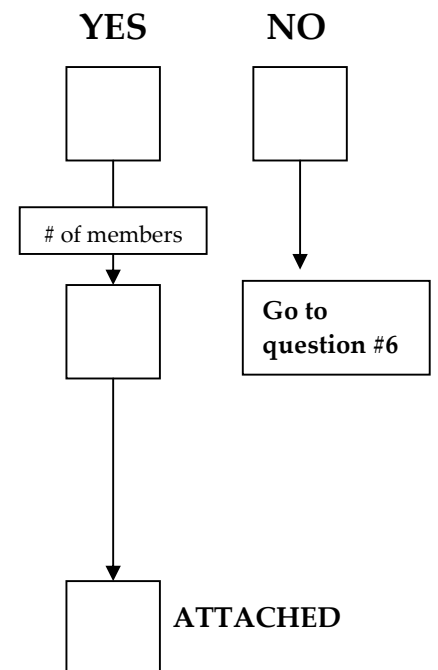 YES NO
# of members
Go to
question #6
ATTACHED